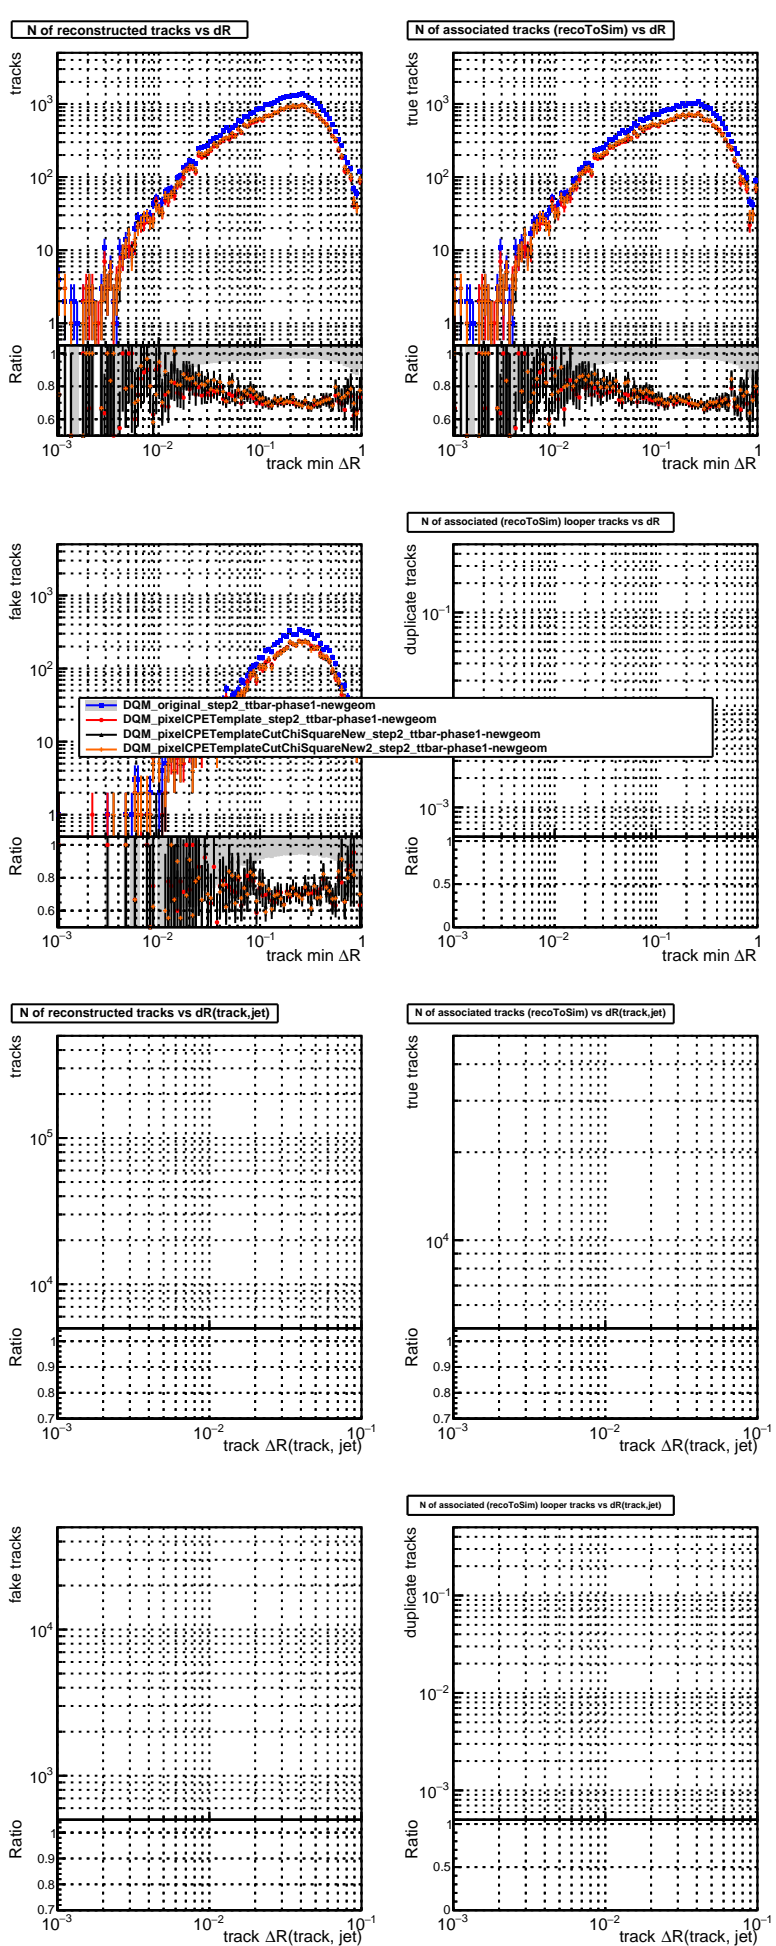 N of reconstructed tracks vs dR
N of associated tracks (recoToSim) vs dR
tracks
10³
10²
10
1
Ratio
1
0.8
0.6
10⁻³
10⁻²
10⁻¹
1
track min ΔR
true tracks
10³
10²
10
1
Ratio
1
0.8
0.6
10⁻³
10⁻²
10⁻¹
1
track min ΔR
N of associated (recoToSim) looper tracks vs dR
fake tracks
10³
10²
10
1
Ratio
1
0.8
0.6
10⁻³
10⁻²
10⁻¹
1
track min ΔR
duplicate tracks
10⁻¹
10⁻³
Ratio
1
0.5
0
10⁻³
10⁻²
10⁻¹
1
track min ΔR
DQM_original_step2_ttbar-phase1-newgeom
DQM_pixelCPETemplate_step2_ttbar-phase1-newgeom
DQM_pixelCPETemplateCutChiSquareNew_step2_ttbar-phase1-newgeom
DQM_pixelCPETemplateCutChiSquareNew2_step2_ttbar-phase1-newgeom
N of reconstructed tracks vs dR(track,jet)
N of associated tracks (recoToSim) vs dR(track,jet)
tracks
10⁵
10⁴
Ratio
1
0.9
0.8
0.7
10⁻³
10⁻²
10⁻¹
track ΔR(track, jet)
true tracks
10⁴
Ratio
1
0.9
0.8
0.7
10⁻³
10⁻²
10⁻¹
track ΔR(track, jet)
N of associated (recoToSim) looper tracks vs dR(track,jet)
fake tracks
10⁴
10³
Ratio
1
0.9
0.8
0.7
10⁻³
10⁻²
10⁻¹
track ΔR(track, jet)
duplicate tracks
10⁻¹
10⁻²
10⁻³
Ratio
1
0.5
0
10⁻³
10⁻²
10⁻¹
track ΔR(track, jet)